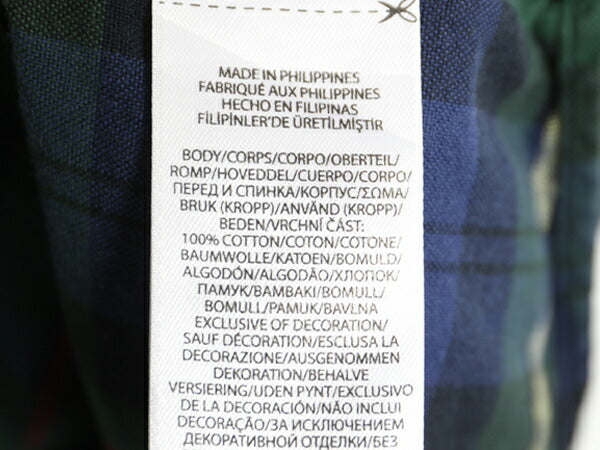 MADE IN PHILIPPINES
FABRIQUÉ AUX PHILIPPINES
HECHO EN FILIPINAS
FİLİPİNLER'DE ÜRETİLMİŞTİR
BODY/CORPS/CORPO/OBERTEIL/
ROMP/HOVEDDEL/CUERPO/CORPO/
ПЕРЕД И СПИНКА/КОРПУС/ΣΩΜΑ/
BRUK (KROPP)/ANVÄND (KROPP)/
BEDEN/VRCHNÍ ČÁST:
100% COTTON/COTON/COTONE/
BAUMWOLLE/KATOEN/BOMULD/
ALGODÓN/ALGODÃO/ХЛОПОК/
ПАМУК/BAMBAKI/BOMULL/
BOMULL/PAMUK/BAVLNA
EXCLUSIVE OF DECORATION/
SAUF DÉCORATION/ESCLUSA LA
DECORAZIONE/AUSGENOMMEN
DEKORATION/BEHALVE
VERSIERING/UDEN PYNT/EXCLUSIVO
DE LA DECORACIÓN/NÃO INCLUI
DECORAÇÃO/ЗА ИСКЛЮЧЕНИЕМ
ДЕКОРАТИВНОЙ ОТДЕЛКИ/БЕЗ